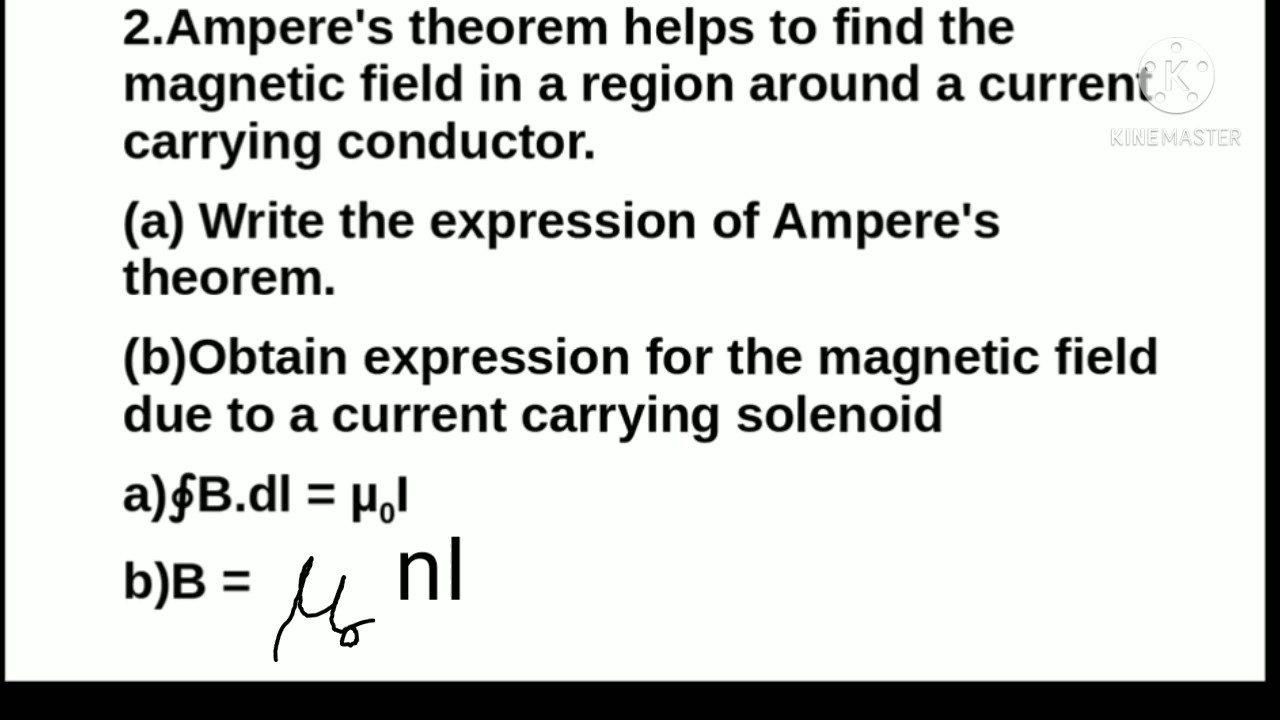 2.Ampere's theorem helps to find the
magnetic field in a region around a current
carrying conductor.
K
KINEMASTER
(a) Write the expression of Ampere's
theorem.
(b)Obtain expression for the magnetic field
due to a current carrying solenoid
a)∮B.dl = µ₀I
b)B = μ₀ nI